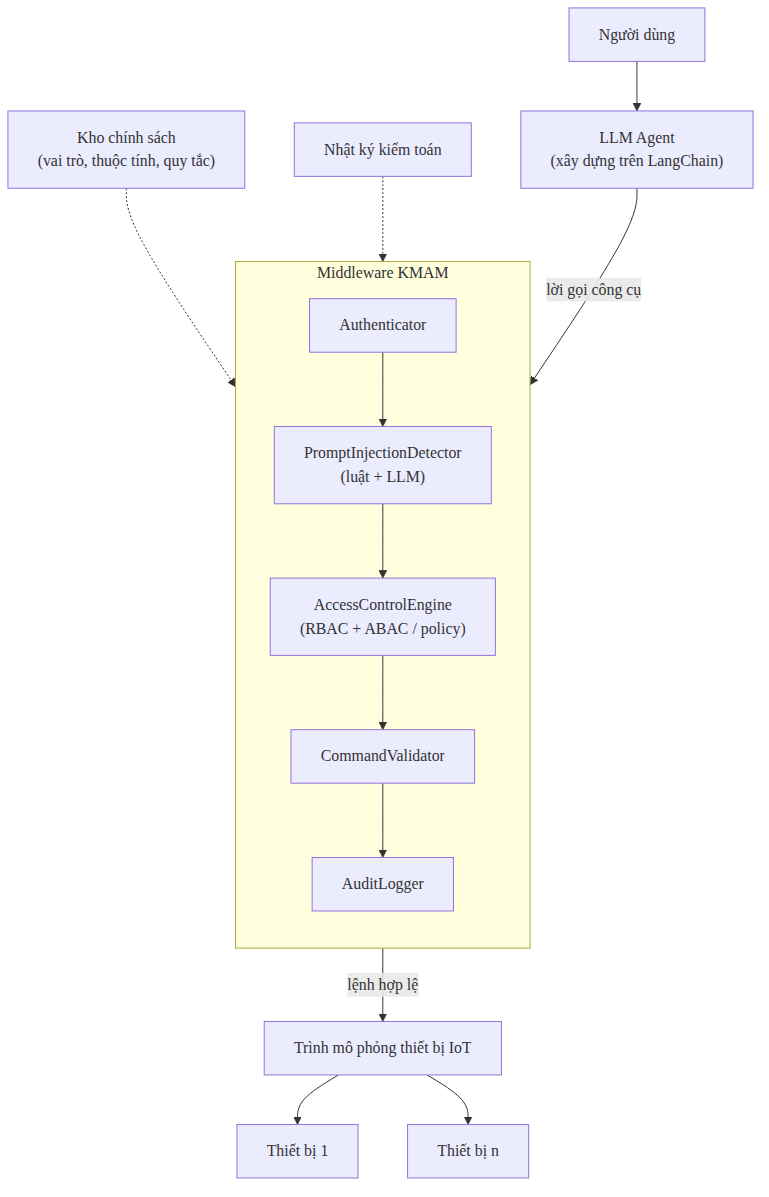 Người dùng
Kho chính sách
(vai trò, thuộc tính, quy tắc)
Nhật ký kiểm toán
LLM Agent
(xây dựng trên LangChain)
lời gọi công cụ
Middleware KMAM
Authenticator
PromptInjectionDetector
(luật + LLM)
AccessControlEngine
(RBAC + ABAC / policy)
CommandValidator
AuditLogger
lệnh hợp lệ
Trình mô phỏng thiết bị IoT
Thiết bị 1
Thiết bị n